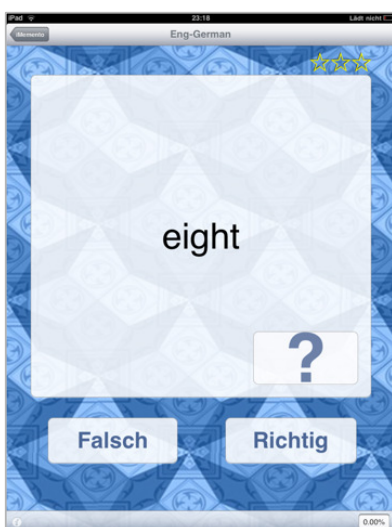 iPad 23:18 Lädt nicht
iMemento Eng-German
eight
?
Falsch Richtig
0.00%